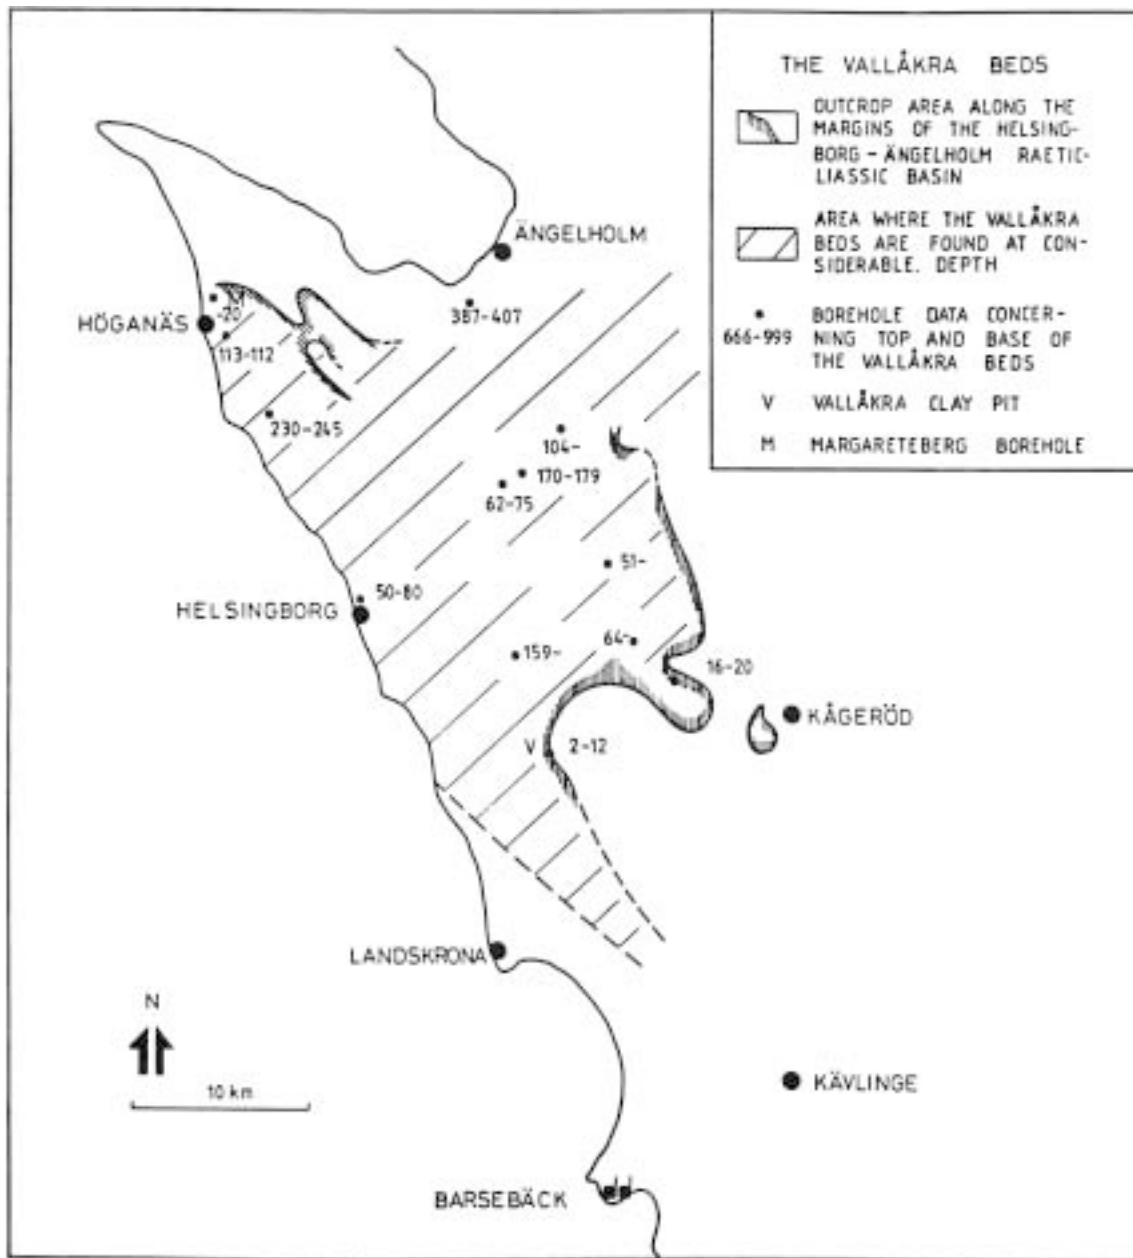 THE VALLÅKRA BEDS
OUTCROP AREA ALONG THE
MARGINS OF THE HELSING-
BORG - ÄNGELHOLM RAETIC-
LIASSIC BASIN
AREA WHERE THE VALLÅKRA
BEDS ARE FOUND AT CON-
SIDERABLE. DEPTH
BOREHOLE DATA CONCER-
666-999 NING TOP AND BASE OF
THE VALLÅKRA BEDS
V VALLÅKRA CLAY PIT
M MARGARETEBERG BOREHOLE
ÄNGELHOLM
-20
HÖGANÄS
387-407
113-112
230-245
104-
170-179
62-75
51-
50-80
HELSINGBORG
64-
159-
16-20
KÅGERÖD
V 2-12
LANDSKRONA
N
10 km
KÄVLINGE
BARSEBÄCK